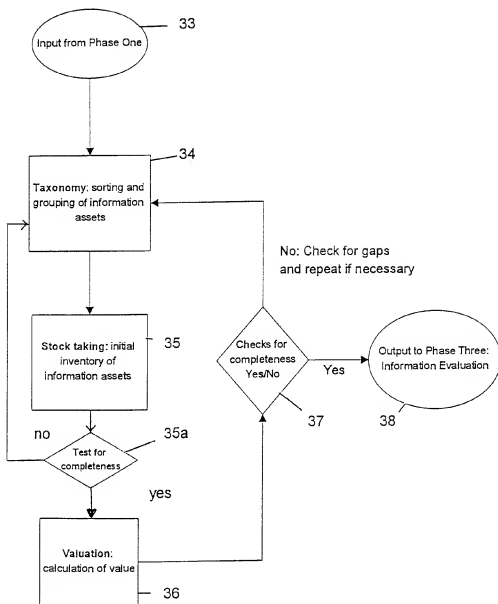 33
Input from Phase One
34
Taxonomy: sorting and
grouping of information
assets
No: Check for gaps
and repeat if necessary
Stock taking: initial
inventory of
information assets
35
Checks for
completeness
Yes/No
Yes
Output to Phase Three:
Information Evaluation
37
38
no
35a
Test for
completeness
yes
Valuation:
calculation of value
36